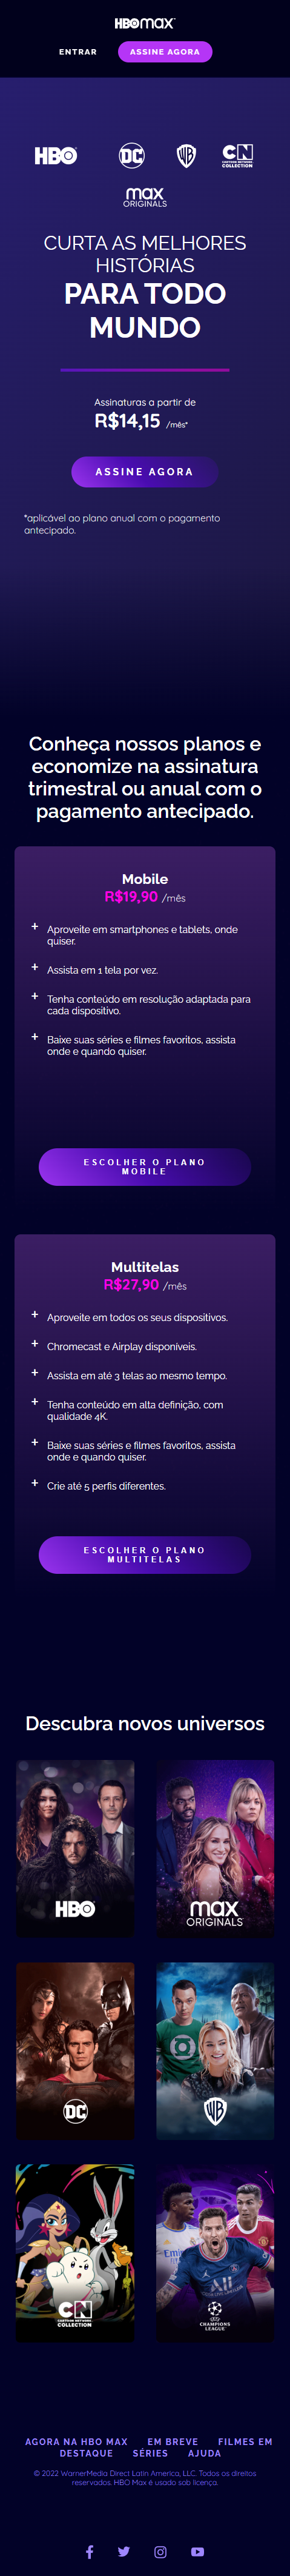 HBOmax
ENTRAR
ASSINE AGORA
HBO
DC
WB
CN
CARTOON NETWORK
COLLECTION
max
ORIGINALS
CURTA AS MELHORES
HISTÓRIAS
PARA TODO
MUNDO
Assinaturas a partir de
R$14,15 /mês*
ASSINE AGORA
*aplicável ao plano anual com o pagamento
antecipado.
Conheça nossos planos e
economize na assinatura
trimestral ou anual com o
pagamento antecipado.
Mobile
R$19,90 /mês
+ Aproveite em smartphones e tablets, onde
quiser.
+ Assista em 1 tela por vez.
+ Tenha conteúdo em resolução adaptada para
cada dispositivo.
+ Baixe suas séries e filmes favoritos, assista
onde e quando quiser.
ESCOLHER O PLANO
MOBILE
Multitelas
R$27,90 /mês
+ Aproveite em todos os seus dispositivos.
+ Chromecast e Airplay disponíveis.
+ Assista em até 3 telas ao mesmo tempo.
+ Tenha conteúdo em alta definição, com
qualidade 4K.
+ Baixe suas séries e filmes favoritos, assista
onde e quando quiser.
+ Crie até 5 perfis diferentes.
ESCOLHER O PLANO
MULTITELAS
Descubra novos universos
HBO
max
ORIGINALS
DC
WB
CN
CARTOON NETWORK
COLLECTION
CHAMPIONS
LEAGUE
AGORA NA HBO MAX EM BREVE FILMES EM
DESTAQUE SÉRIES AJUDA
© 2022 WarnerMedia Direct Latin America, LLC. Todos os direitos
reservados. HBO Max é usado sob licença.